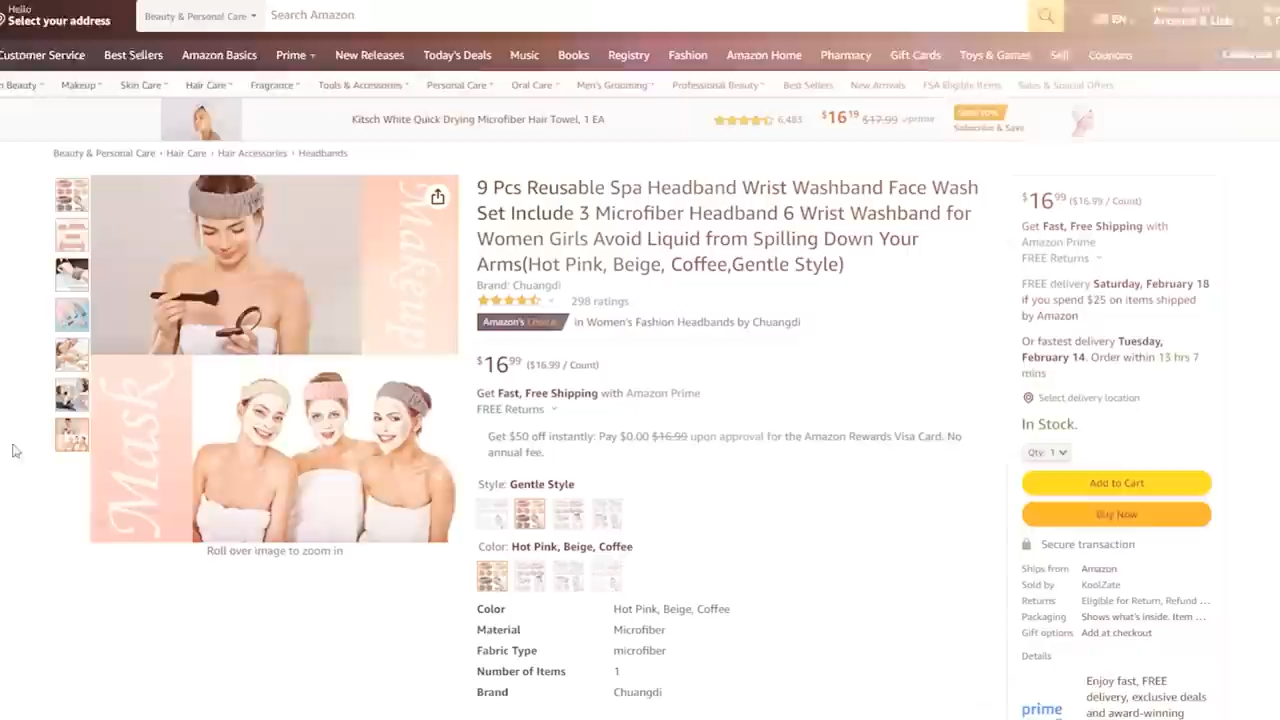 Hello
Select your address
Beauty & Personal Care
Search Amazon
EN
Customer Service
Best Sellers
Amazon Basics
Prime
New Releases
Today's Deals
Music
Books
Registry
Fashion
Amazon Home
Pharmacy
Gift Cards
Toys & Games
Sell
Coupons
Beauty
Makeup
Skin Care
Hair Care
Fragrance
Tools & Accessories
Personal Care
Oral Care
Men's Grooming
Professional Beauty
Best Sellers
New Arrivals
FSA Eligible Items
Sales & Special Offers
Kitsch White Quick Drying Microfiber Hair Towel, 1 EA
6,483
$16 19 $17.99 prime
Subscribe & Save
Beauty & Personal Care › Hair Care › Hair Accessories › Headbands
Makeup
Mask
Roll over image to zoom in
9 Pcs Reusable Spa Headband Wrist Washband Face Wash
Set Include 3 Microfiber Headband 6 Wrist Washband for
Women Girls Avoid Liquid from Spilling Down Your
Arms(Hot Pink, Beige, Coffee,Gentle Style)
Brand: Chuangdi
298 ratings
Amazon's Choice in Women's Fashion Headbands by Chuangdi
$16 99 ($16.99 / Count)
Get Fast, Free Shipping with Amazon Prime
FREE Returns
Get $50 off instantly: Pay $0.00 $16.99 upon approval for the Amazon Rewards Visa Card. No
annual fee.
Style: Gentle Style
Color: Hot Pink, Beige, Coffee
Color Hot Pink, Beige, Coffee
Material Microfiber
Fabric Type microfiber
Number of Items 1
Brand Chuangdi
$16 99 ($16.99 / Count)
Get Fast, Free Shipping with
Amazon Prime
FREE Returns
FREE delivery Saturday, February 18
if you spend $25 on items shipped
by Amazon
Or fastest delivery Tuesday,
February 14. Order within 13 hrs 7
mins
Select delivery location
In Stock.
Qty: 1
Add to Cart
Buy Now
Secure transaction
Ships from Amazon
Sold by KoolZate
Returns Eligible for Return, Refund ...
Packaging Shows what's inside. Item ...
Gift options Add at checkout
Details
Enjoy fast, FREE
delivery, exclusive deals
and award-winning
prime